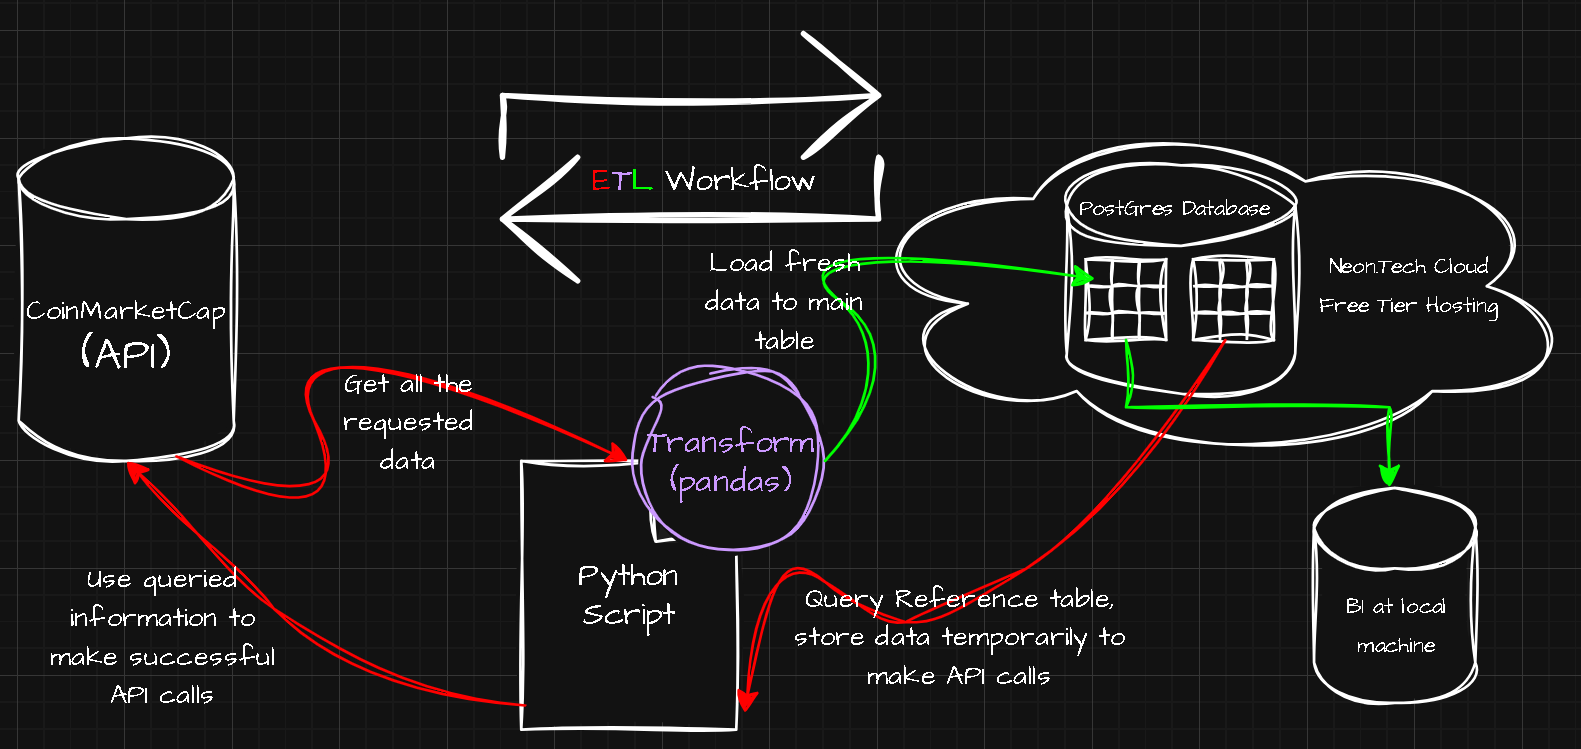 ETL Workflow
CoinMarketCap
(API)
PostGres Database
Neon.Tech Cloud
Free Tier Hosting
Load fresh
data to main
table
Get all the
requested
data
Transform
(pandas)
Python
Script
Use queried
information to
make successful
API calls
Query Reference table,
store data temporarily to
make API calls
BI at local
machine